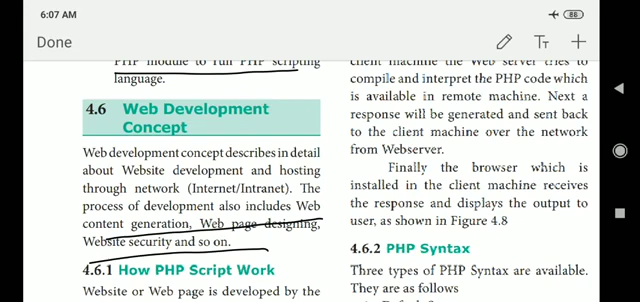 6:07 AM
88
Done
TT
PHP module to run PHP scripting
language.
4.6 Web Development
Concept
Web development concept describes in detail
about Website development and hosting
through network (Internet/Intranet). The
process of development also includes Web
content generation, Web page designing,
Website security and so on.
4.6.1 How PHP Script Work
Website or Web page is developed by the
client machine the Web server tries to
compile and interpret the PHP code which
is available in remote machine. Next a
response will be generated and sent back
to the client machine over the network
from Webserver.
Finally the browser which is
installed in the client machine receives
the response and displays the output to
user, as shown in Figure 4.8
4.6.2 PHP Syntax
Three types of PHP Syntax are available.
They are as follows